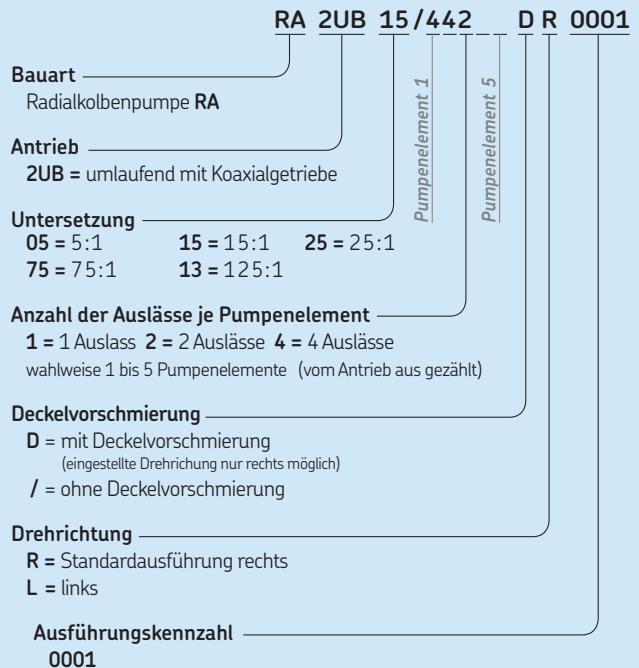 RA 2UB 15/442_ _ D R 0001
Pumpenelement 1
Pumpenelement 5
Bauart
Radialkolbenpumpe RA
Antrieb
2UB = umlaufend mit Koaxialgetriebe
Untersetzung
05 = 5:1 15 = 15:1 25 = 25:1
75 = 75:1 13 = 125:1
Anzahl der Auslässe je Pumpenelement
1 = 1 Auslass 2 = 2 Auslässe 4 = 4 Auslässe
wahlweise 1 bis 5 Pumpenelemente (vom Antrieb aus gezählt)
Deckelvorschmierung
D = mit Deckelvorschmierung
(eingestellte Drehrichung nur rechts möglich)
/ = ohne Deckelvorschmierung
Drehrichtung
R = Standardausführung rechts
L = links
Ausführungskennzahl
0001